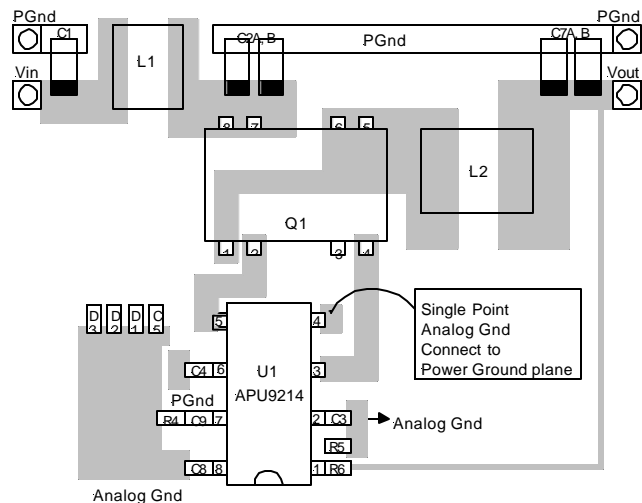 PGnd
PGnd
C1
C2A, B
PGnd
C7A, B
L1
Vin
Vout
8
7
6
5
L2
Q1
1
2
3
4
D3
D2
D1
C5
5
4
Single Point
Analog Gnd
Connect to
Power Ground plane
U1
APU9214
C4
6
3
PGnd
R4
C9
7
2
C3
Analog Gnd
R5
C8
8
1
R6
Analog Gnd